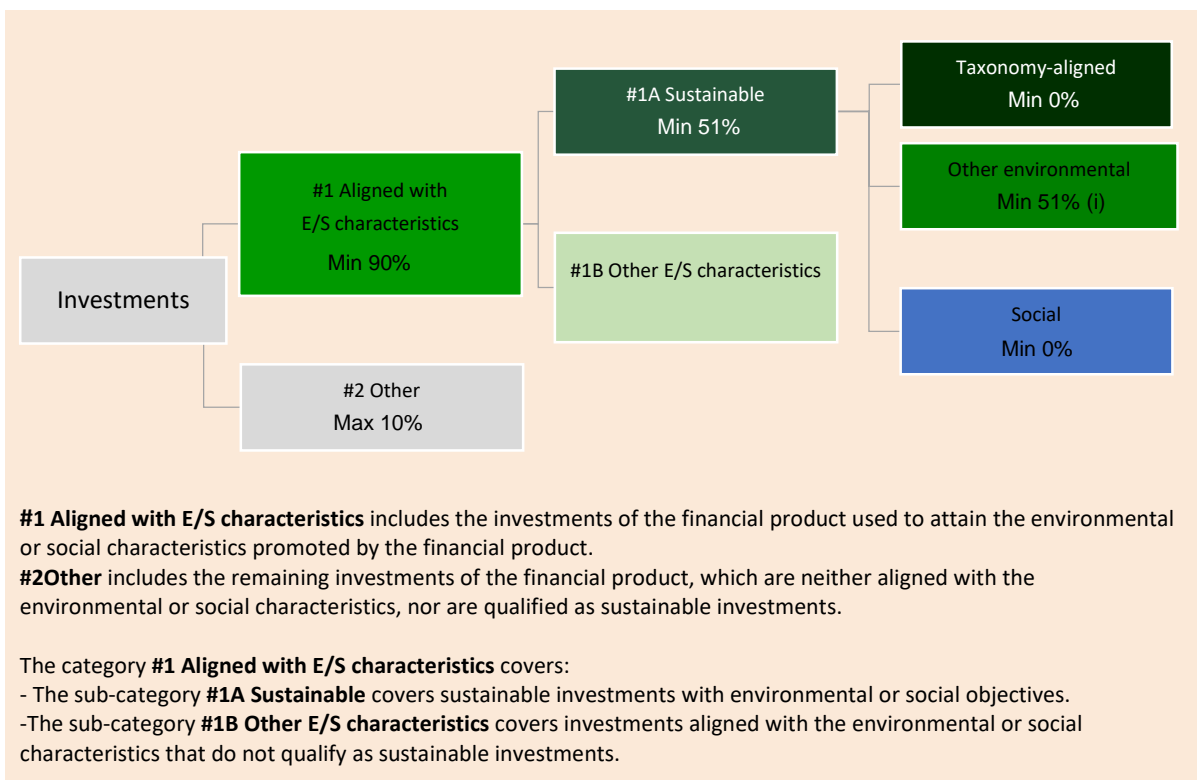 Investments
#1 Aligned with
E/S characteristics
Min 90%
#2 Other
Max 10%
#1A Sustainable
Min 51%
#1B Other E/S characteristics
Taxonomy-aligned
Min 0%
Other environmental
Min 51% (i)
Social
Min 0%
#1 Aligned with E/S characteristics includes the investments of the financial product used to attain the environmental
or social characteristics promoted by the financial product.
#2Other includes the remaining investments of the financial product, which are neither aligned with the
environmental or social characteristics, nor are qualified as sustainable investments.
The category #1 Aligned with E/S characteristics covers:
- The sub-category #1A Sustainable covers sustainable investments with environmental or social objectives.
-The sub-category #1B Other E/S characteristics covers investments aligned with the environmental or social
characteristics that do not qualify as sustainable investments.